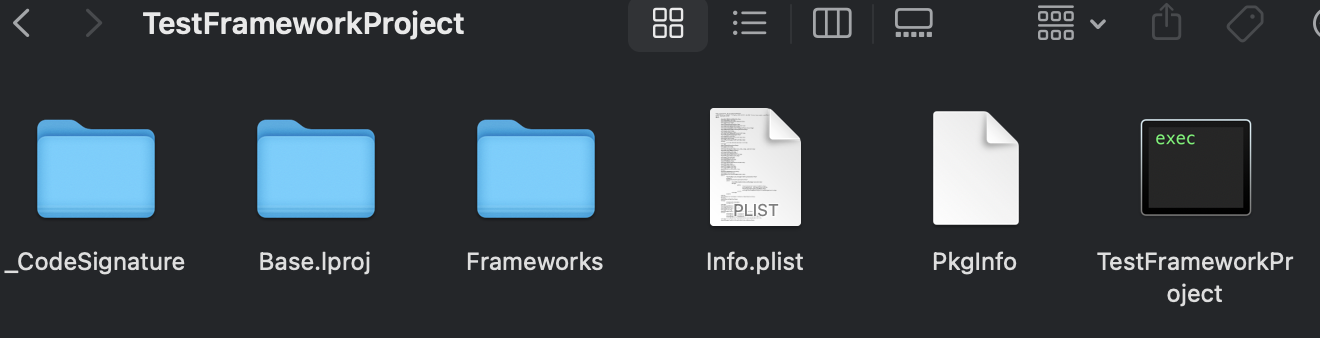 TestFrameworkProject
PLIST
exec
_CodeSignature
Base.lproj
Frameworks
Info.plist
PkgInfo
TestFrameworkPr
oject